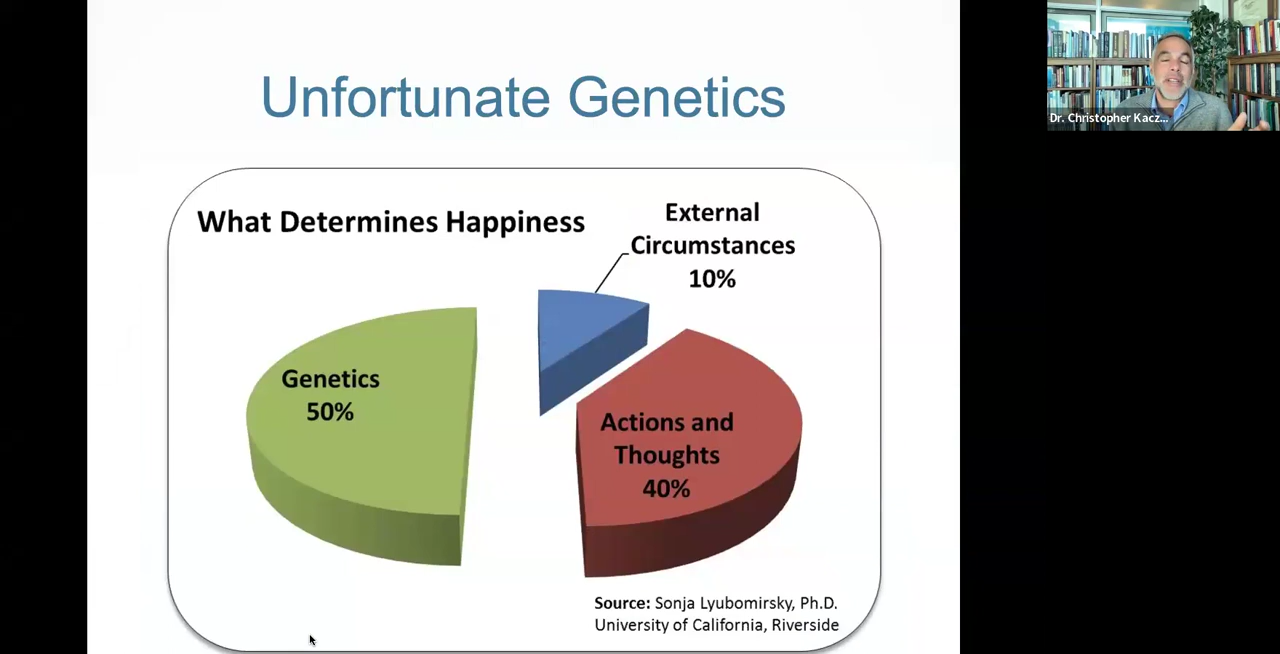 Unfortunate Genetics
Dr. Christopher Kacz...
What Determines Happiness
External
Circumstances
10%
Genetics
50%
Actions and
Thoughts
40%
Source: Sonja Lyubomirsky, Ph.D.
University of California, Riverside